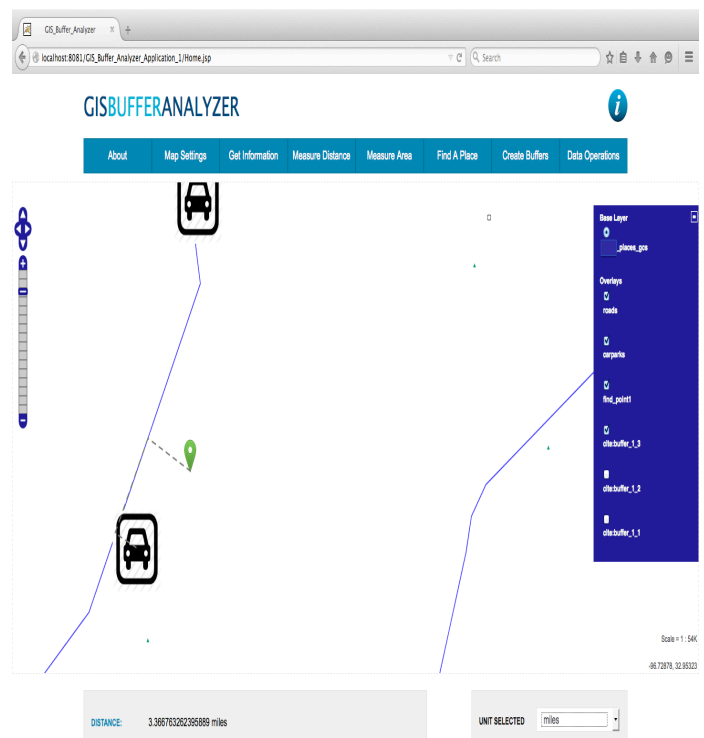 GIS_Buffer_Analyzer × +
localhost:8081/GIS_Buffer_Analyzer_Application_1/Home.jsp
Search
GISBUFFERANALYZER
i
About Map Settings Get Information Measure Distance Measure Area Find A Place Create Buffers Data Operations
Base Layer
_places_gcs
Overlays
roads
carparks
find_point1
cite:buffer_1_3
cite:buffer_1_2
cite:buffer_1_1
Scale = 1 : 54K
-96.72878, 32.95323
DISTANCE: 3.366763262395889 miles
UNIT SELECTED miles